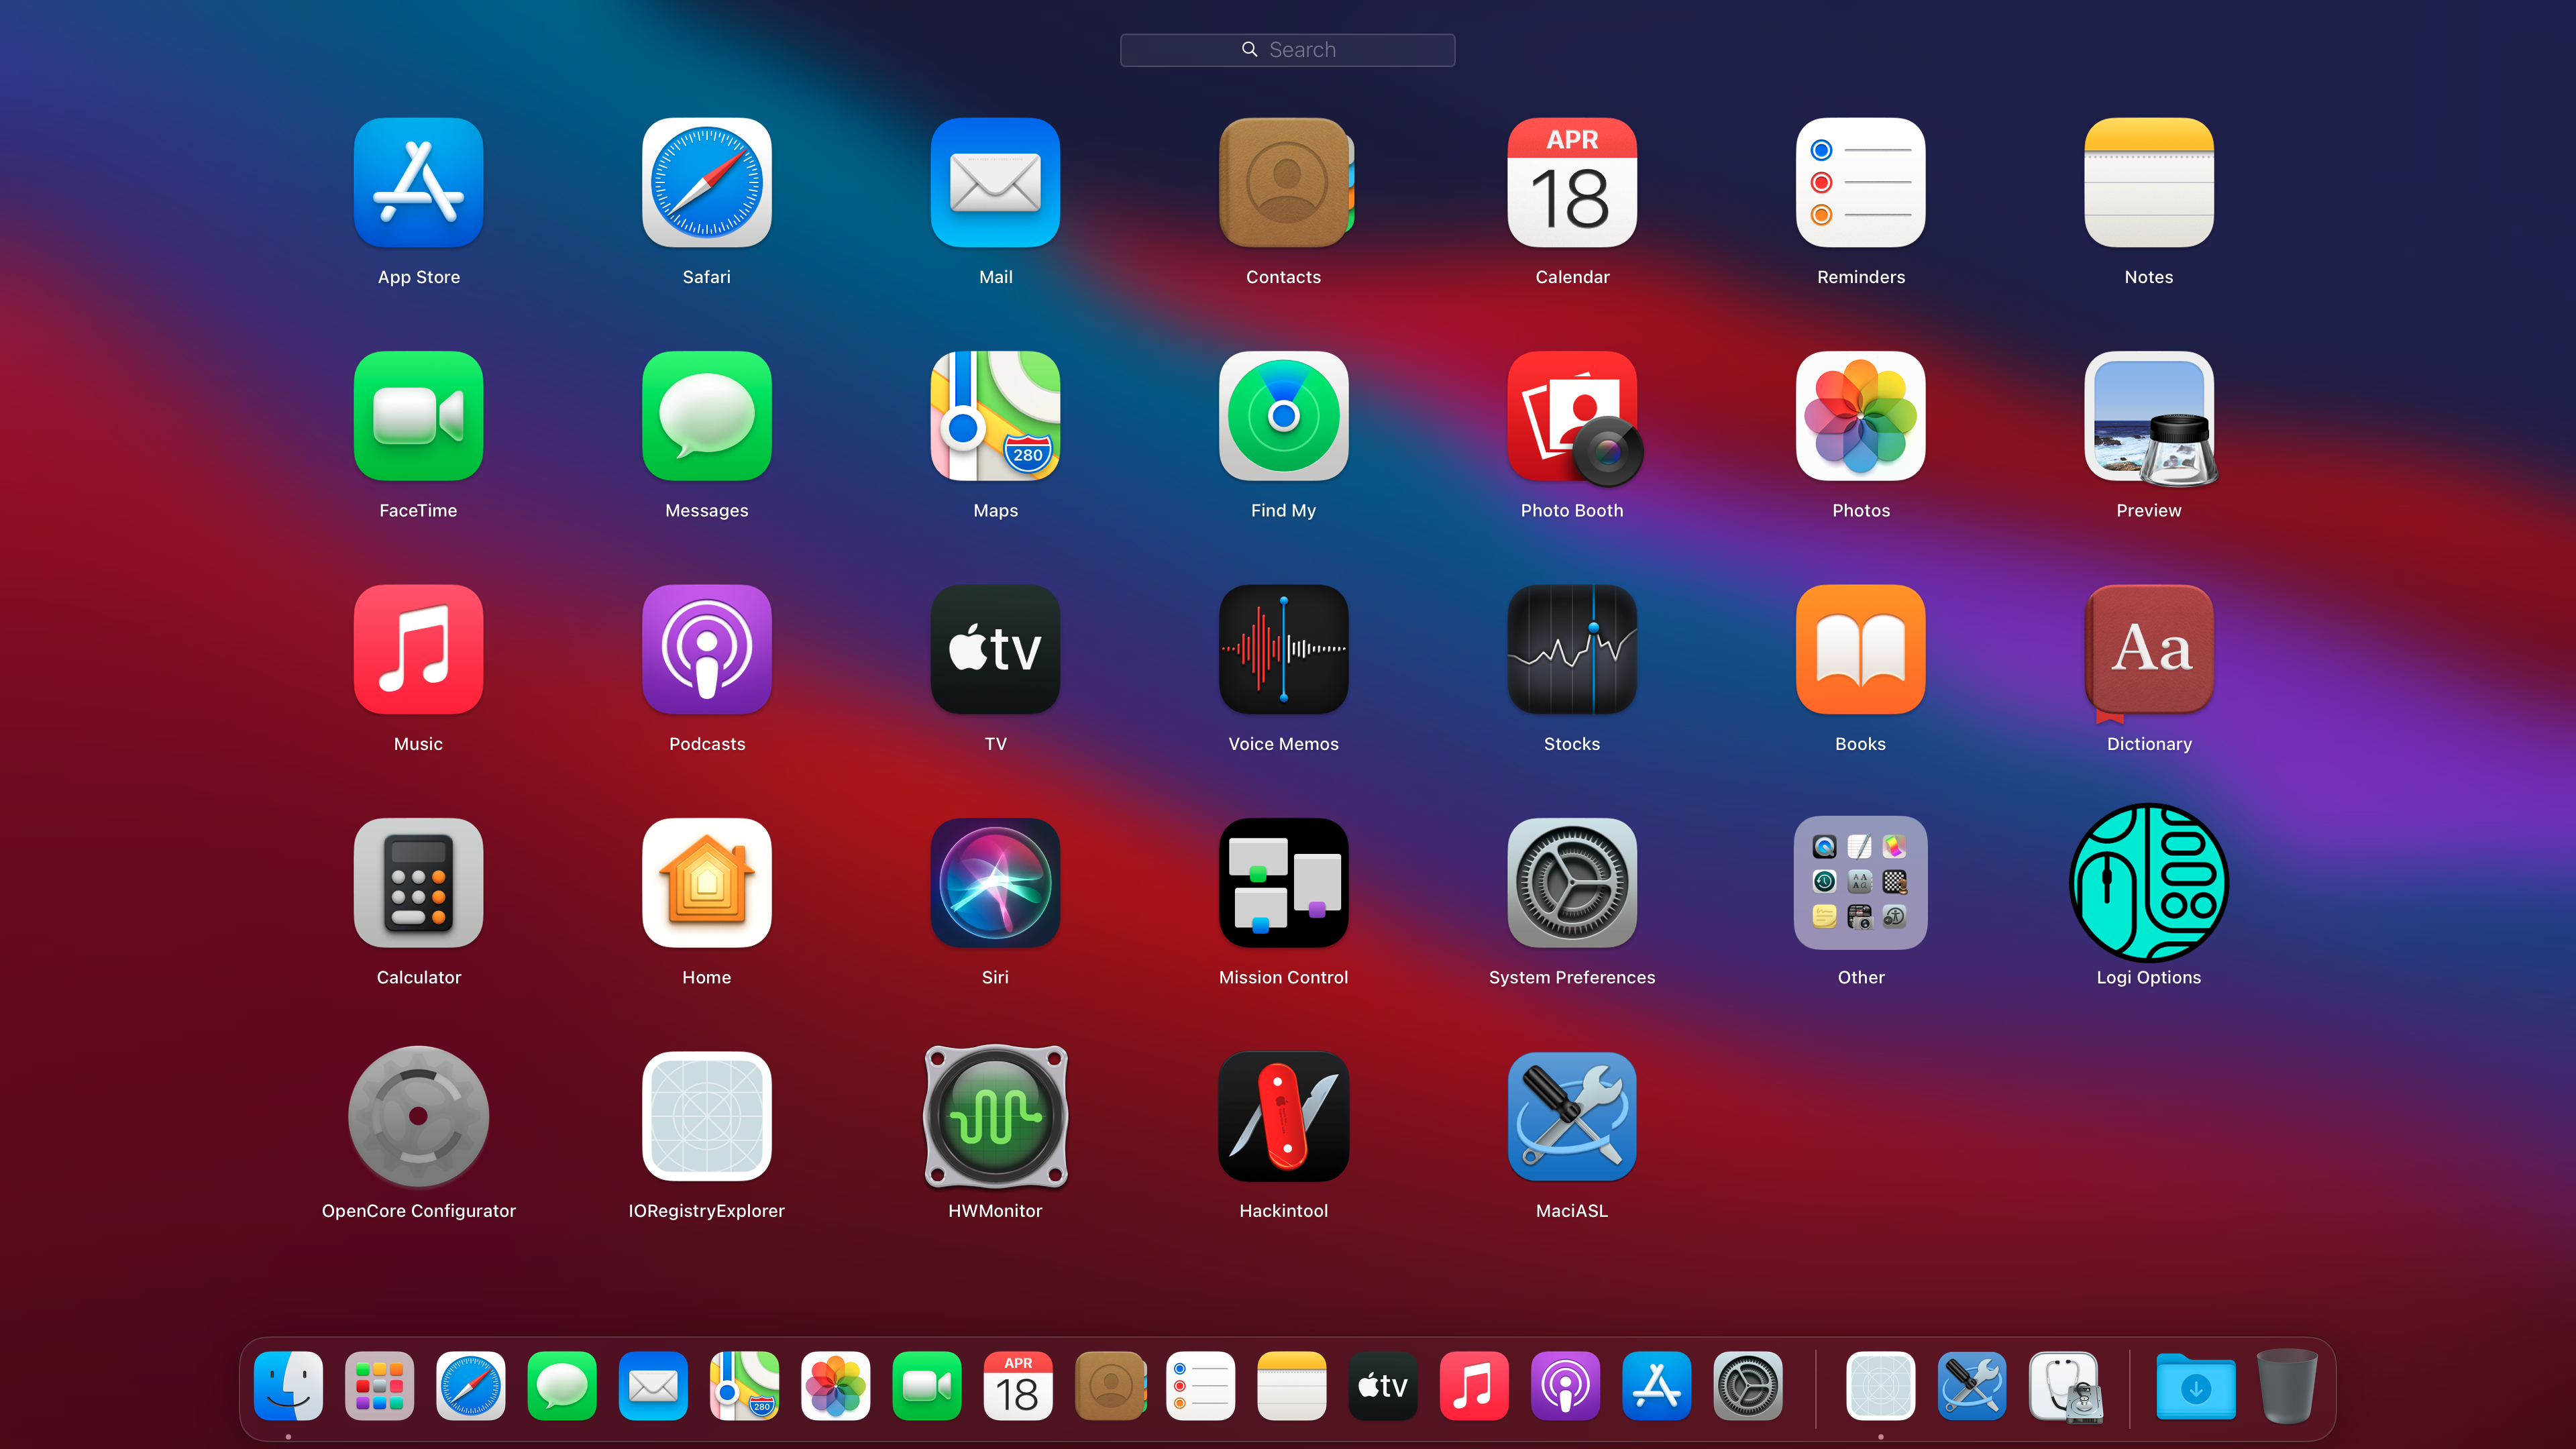 Search
APR
18
App Store
Safari
Mail
Contacts
Calendar
Reminders
Notes
280
FaceTime
Messages
Maps
Find My
Photo Booth
Photos
Preview
tv
Aa
Music
Podcasts
TV
Voice Memos
Stocks
Books
Dictionary
Calculator
Home
Siri
Mission Control
System Preferences
Other
Logi Options
OpenCore Configurator
IORegistryExplorer
HWMonitor
Hackintool
MaciASL
280
APR
18
tv